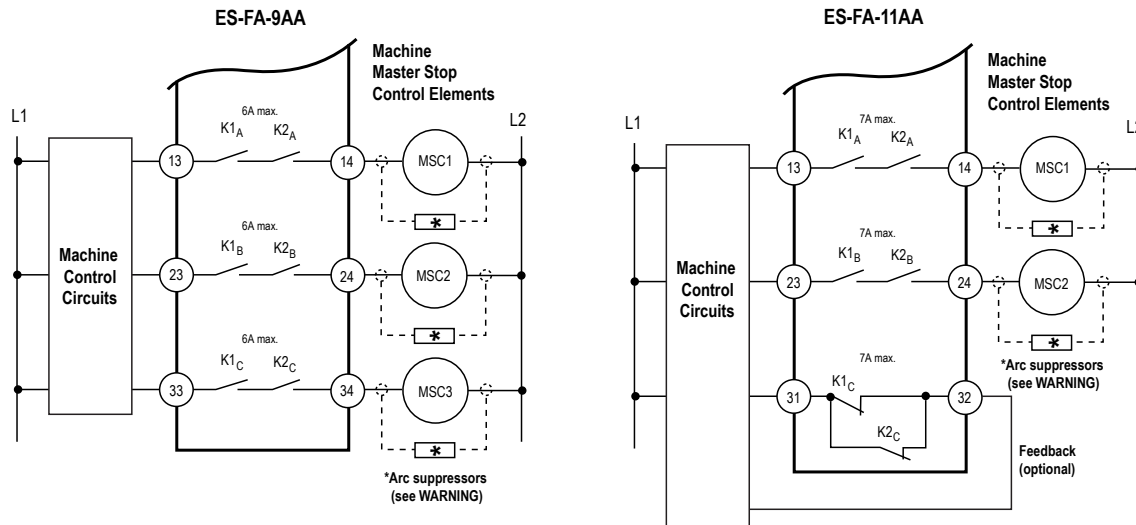 ES-FA-9AA
Machine
Master Stop
Control Elements
L1
L2
6A max.
K1A K2A
13
14
MSC1
*
6A max.
K1B K2B
Machine
Control
Circuits
23
24
MSC2
*
6A max.
K1C K2C
33
34
MSC3
*
*Arc suppressors
(see WARNING)
ES-FA-11AA
Machine
Master Stop
Control Elements
L1
L2
7A max.
K1A K2A
13
14
MSC1
*
7A max.
K1B K2B
Machine
Control
Circuits
23
24
MSC2
*
*Arc suppressors
(see WARNING)
7A max.
K1C
31
32
K2C
Feedback
(optional)